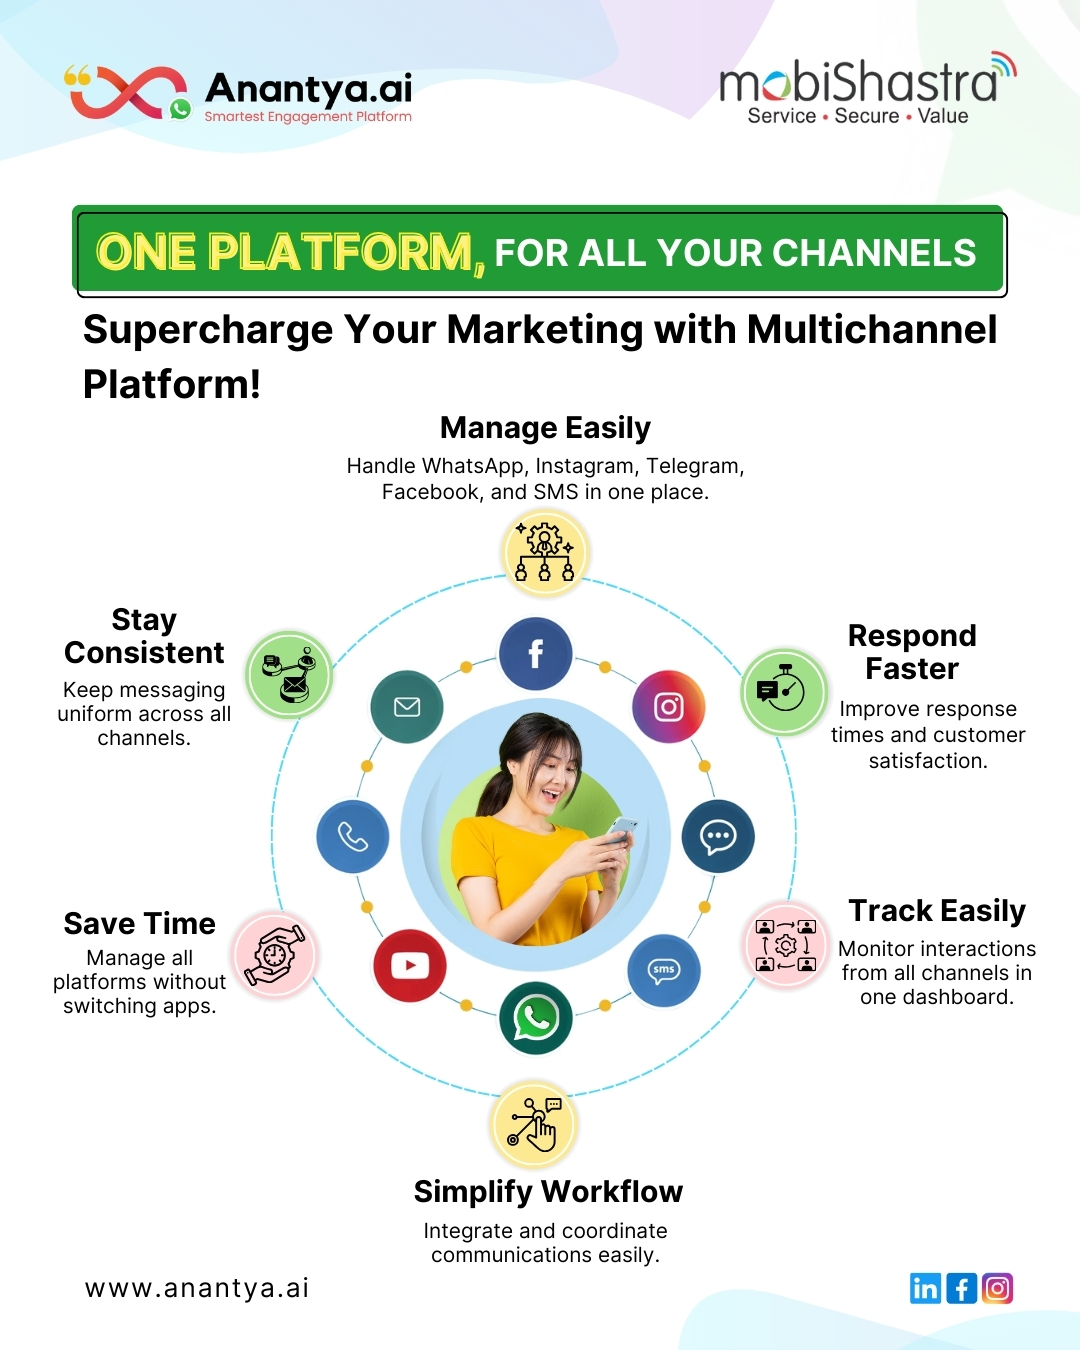 Anantya.ai
Smartest Engagement Platform
mobiShastra
Service • Secure • Value
ONE PLATFORM, FOR ALL YOUR CHANNELS
Supercharge Your Marketing with Multichannel
Platform!
Manage Easily
Handle WhatsApp, Instagram, Telegram,
Facebook, and SMS in one place.
Stay
Consistent
Keep messaging
uniform across all
channels.
Respond
Faster
Improve response
times and customer
satisfaction.
Save Time
Manage all
platforms without
switching apps.
Track Easily
Monitor interactions
from all channels in
one dashboard.
sms
Simplify Workflow
Integrate and coordinate
communications easily.
www.anantya.ai